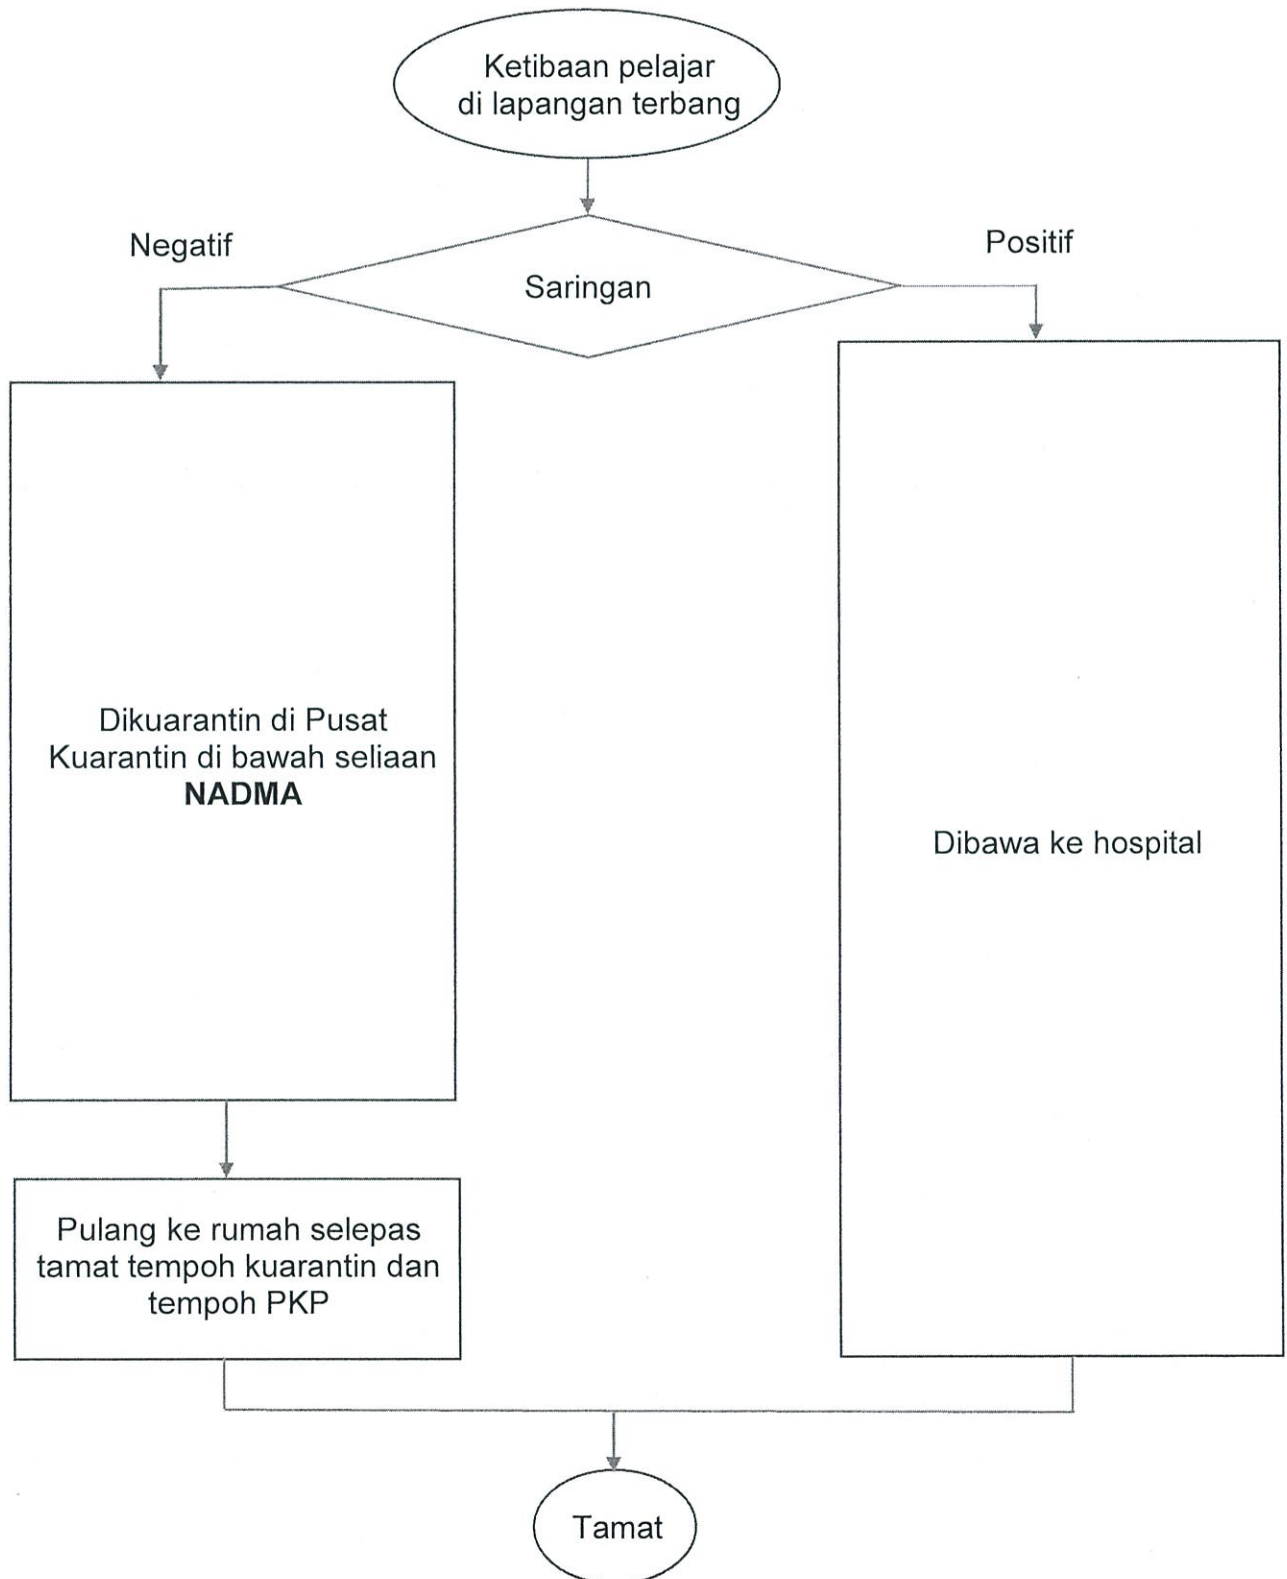 Ketibaan pelajar
di lapangan terbang
Negatif
Positif
Saringan
Dikuarantin di Pusat
Kuarantin di bawah seliaan
NADMA
Dibawa ke hospital
Pulang ke rumah selepas
tamat tempoh kuarantin dan
tempoh PKP
Tamat